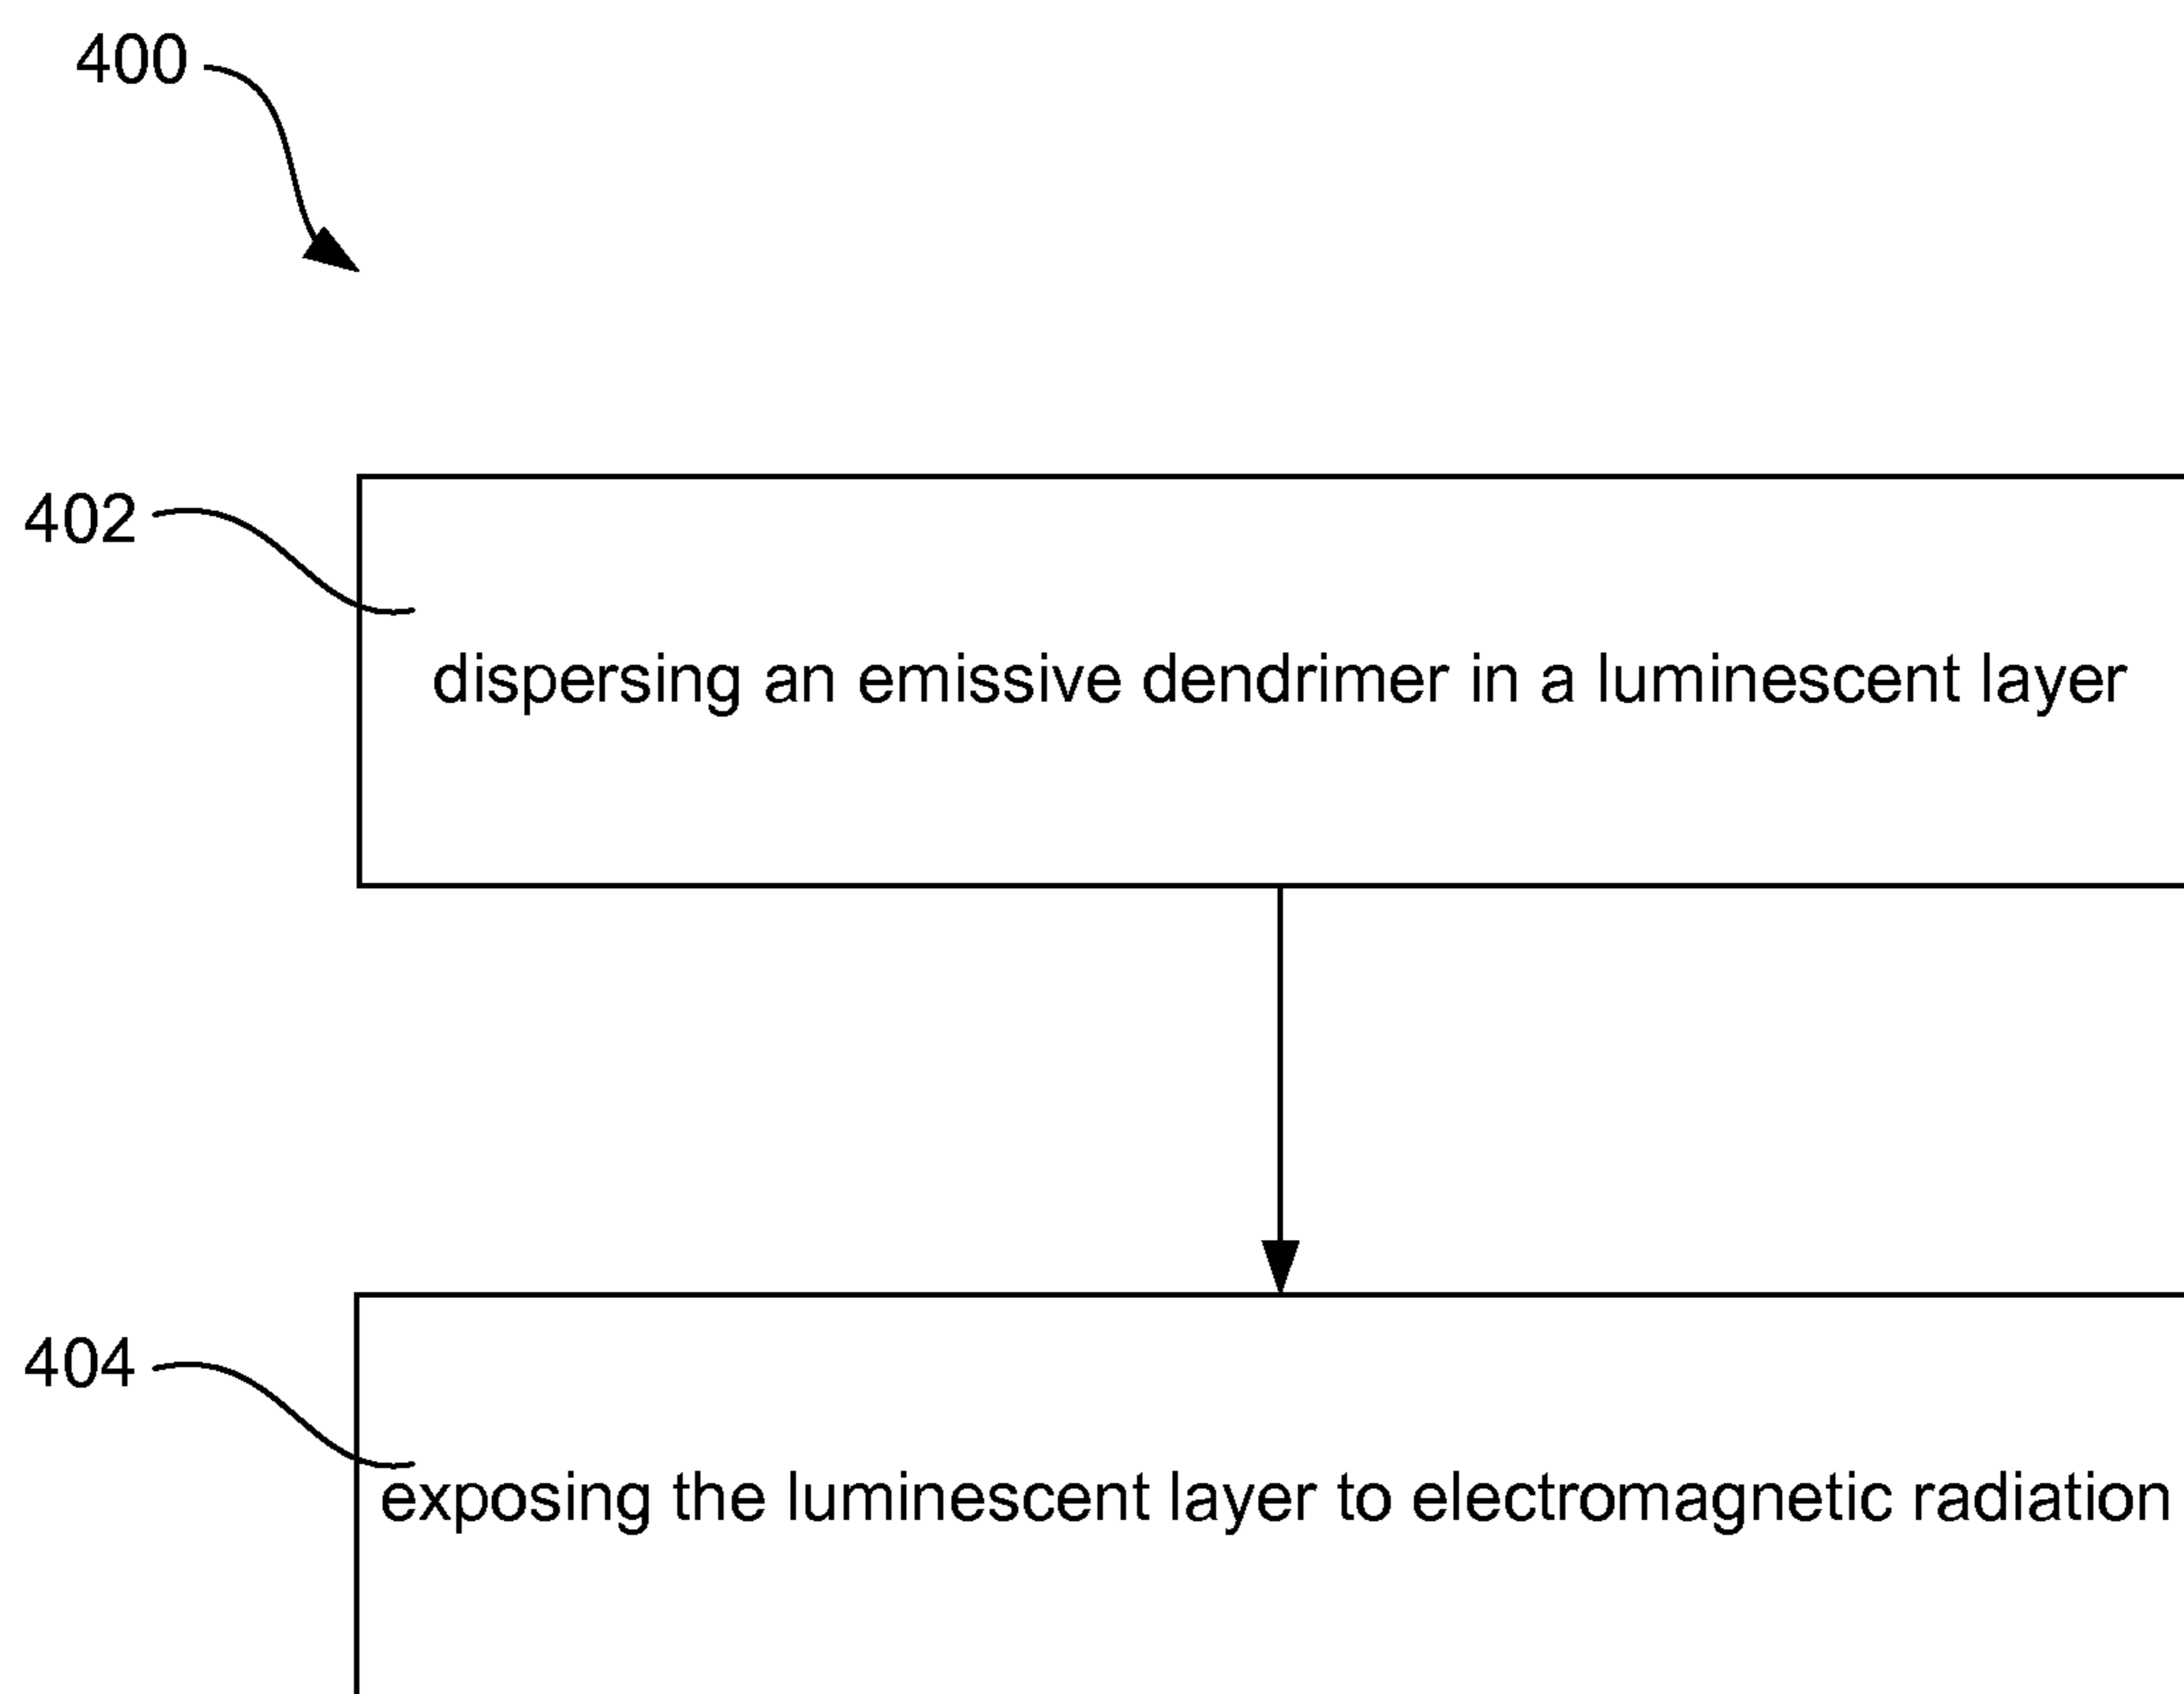 400
402
dispersing an emissive dendrimer in a luminescent layer
404
exposing the luminescent layer to electromagnetic radiation